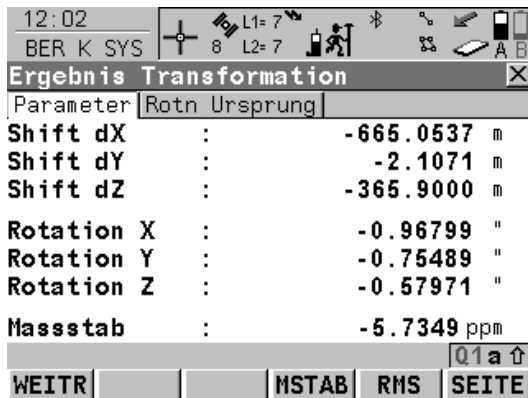 12:02
BER K SYS
8
L1= 7
L2= 7
A B
Ergebnis Transformation
Parameter Rotn Ursprung
Shift dX : -665.0537 m
Shift dY : -2.1071 m
Shift dZ : -365.9000 m
Rotation X : -0.96799 "
Rotation Y : -0.75489 "
Rotation Z : -0.57971 "
Massstab : -5.7349 ppm
Q1 a ⇧
WEITR MSTAB RMS SEITE